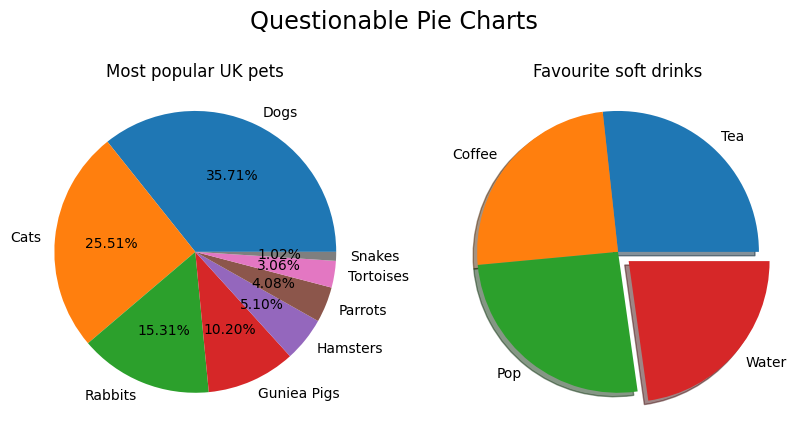 Questionable Pie Charts
Most popular UK pets
Dogs
35.71%
Cats
25.51%
Rabbits
15.31%
Guniea Pigs
10.20%
Hamsters
5.10%
Parrots
4.08%
Tortoises
3.06%
Snakes
1.02%
Favourite soft drinks
Tea
Coffee
Pop
Water